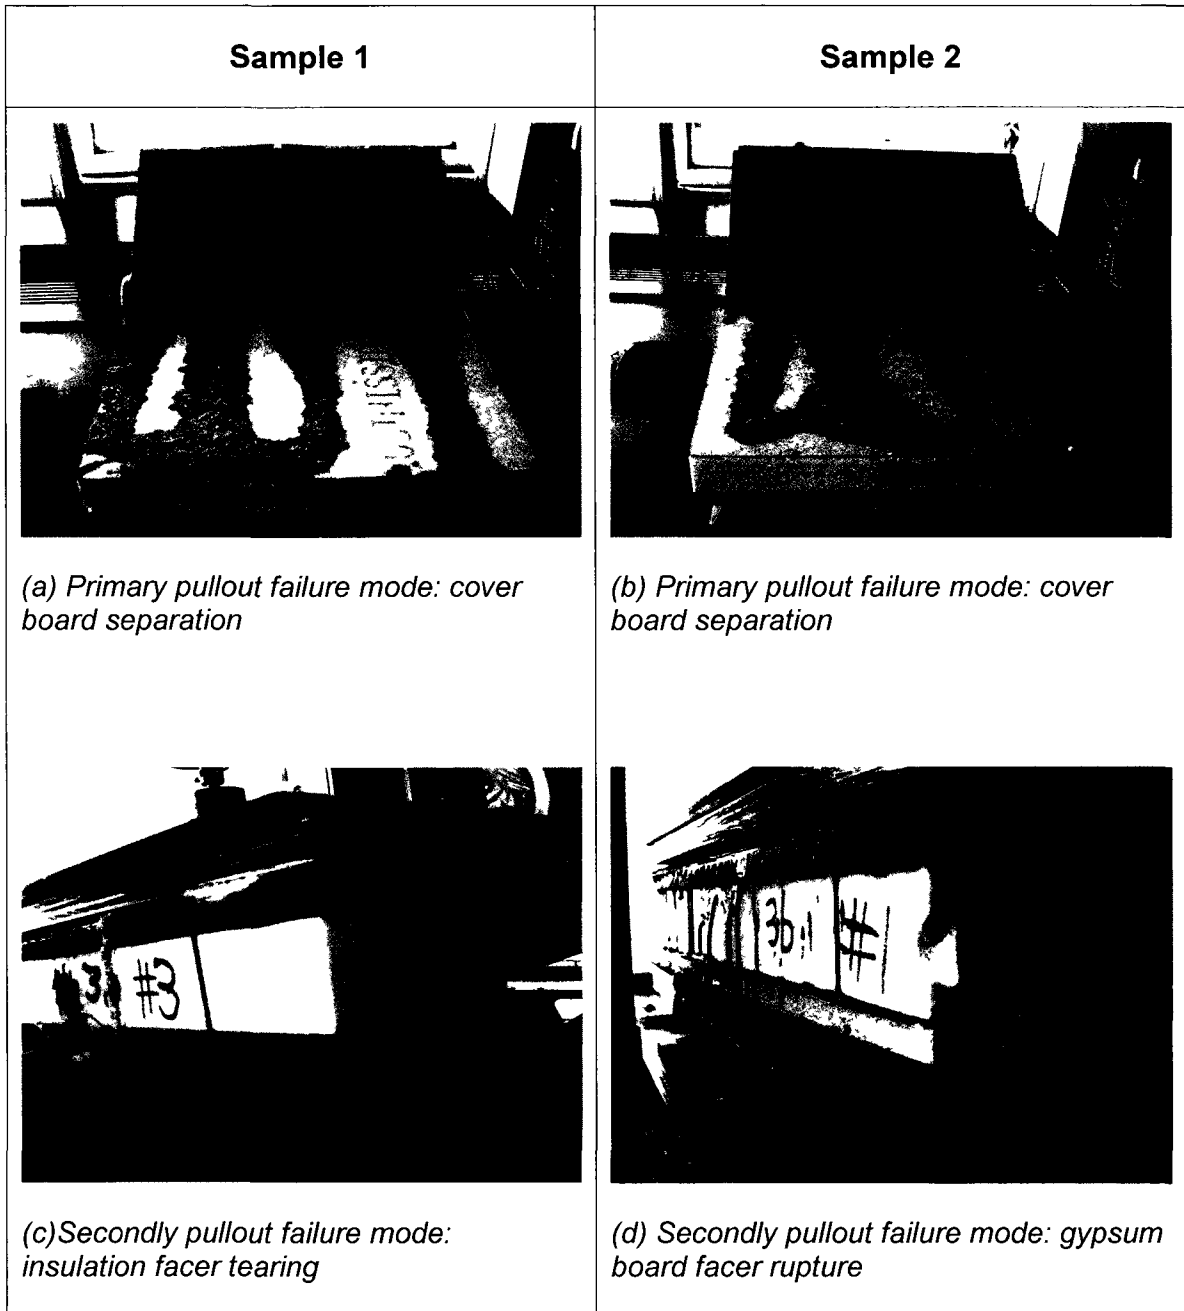 Sample 1
Sample 2
(a) Primary pullout failure mode: cover
board separation
(b) Primary pullout failure mode: cover
board separation
#3
#1
(c)Secondly pullout failure mode:
insulation facer tearing
(d) Secondly pullout failure mode: gypsum
board facer rupture